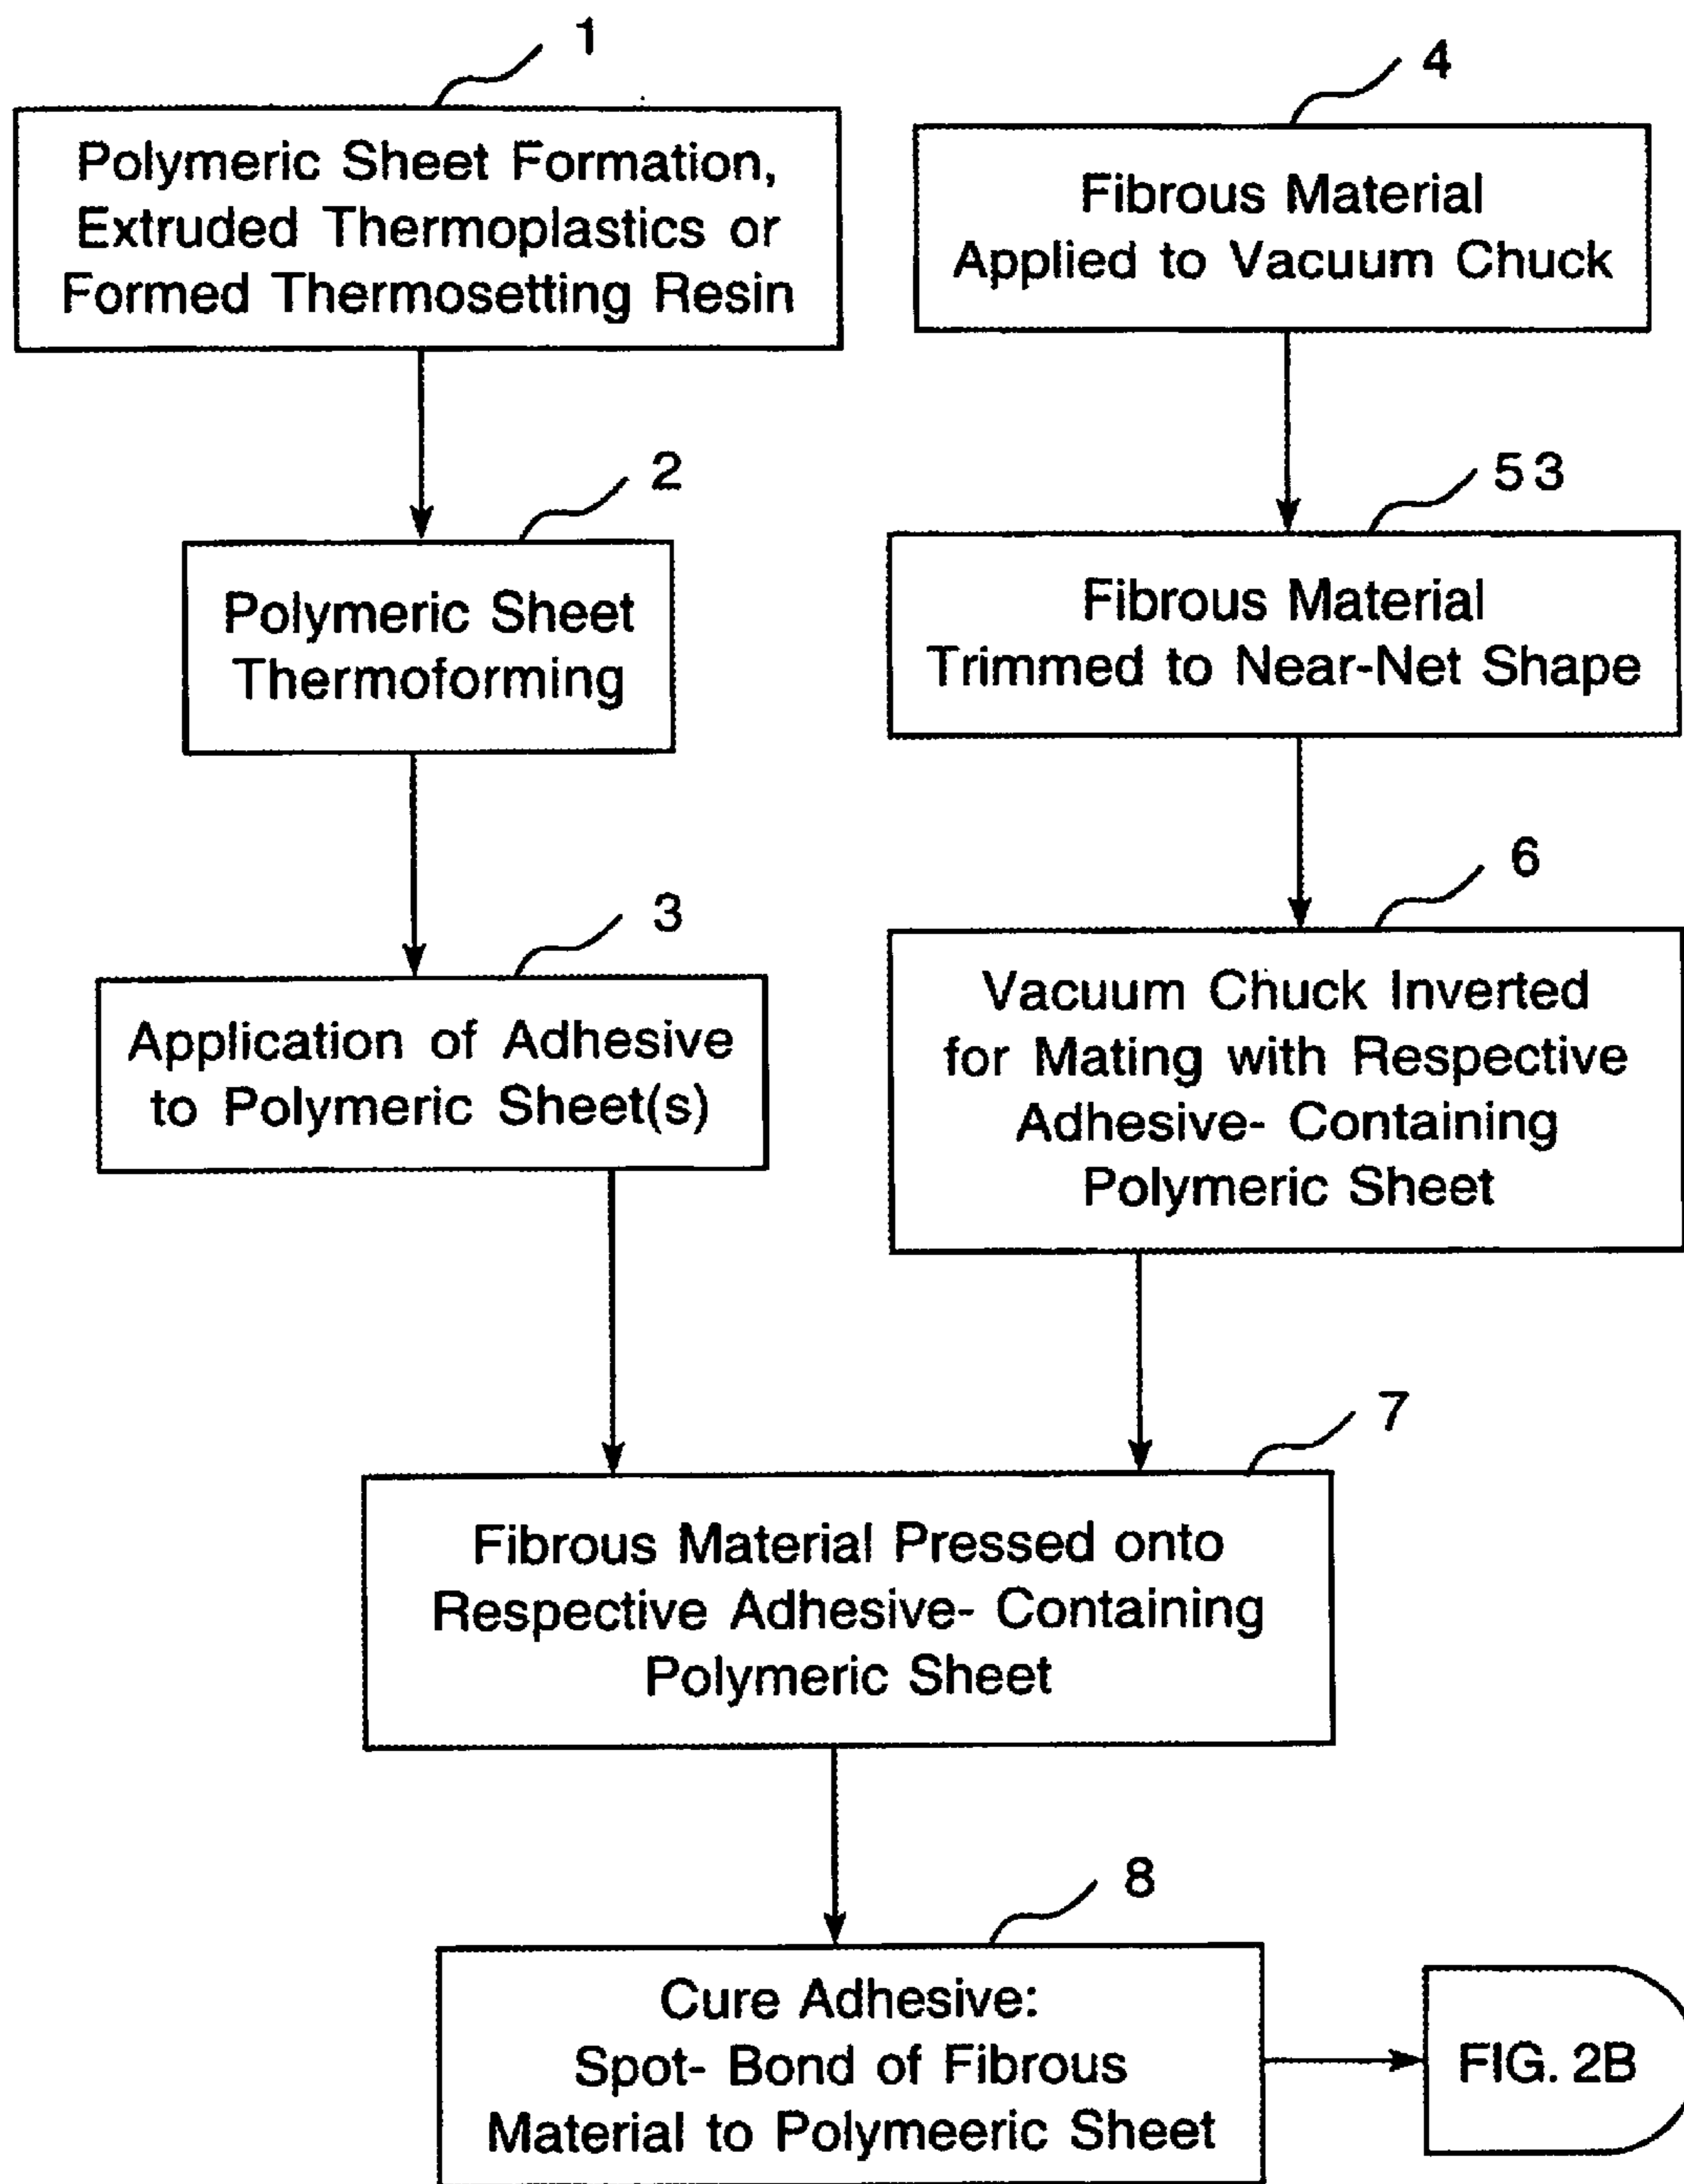 1
Polymeric Sheet Formation,
Extruded Thermoplastics or
Formed Thermosetting Resin
2
Polymeric Sheet
Thermoforming
3
Application of Adhesive
to Polymeric Sheet(s)
4
Fibrous Material
Applied to Vacuum Chuck
53
Fibrous Material
Trimmed to Near-Net Shape
6
Vacuum Chuck Inverted
for Mating with Respective
Adhesive- Containing
Polymeric Sheet
7
Fibrous Material Pressed onto
Respective Adhesive- Containing
Polymeric Sheet
8
Cure Adhesive:
Spot- Bond of Fibrous
Material to Polymeeric Sheet
FIG. 2B